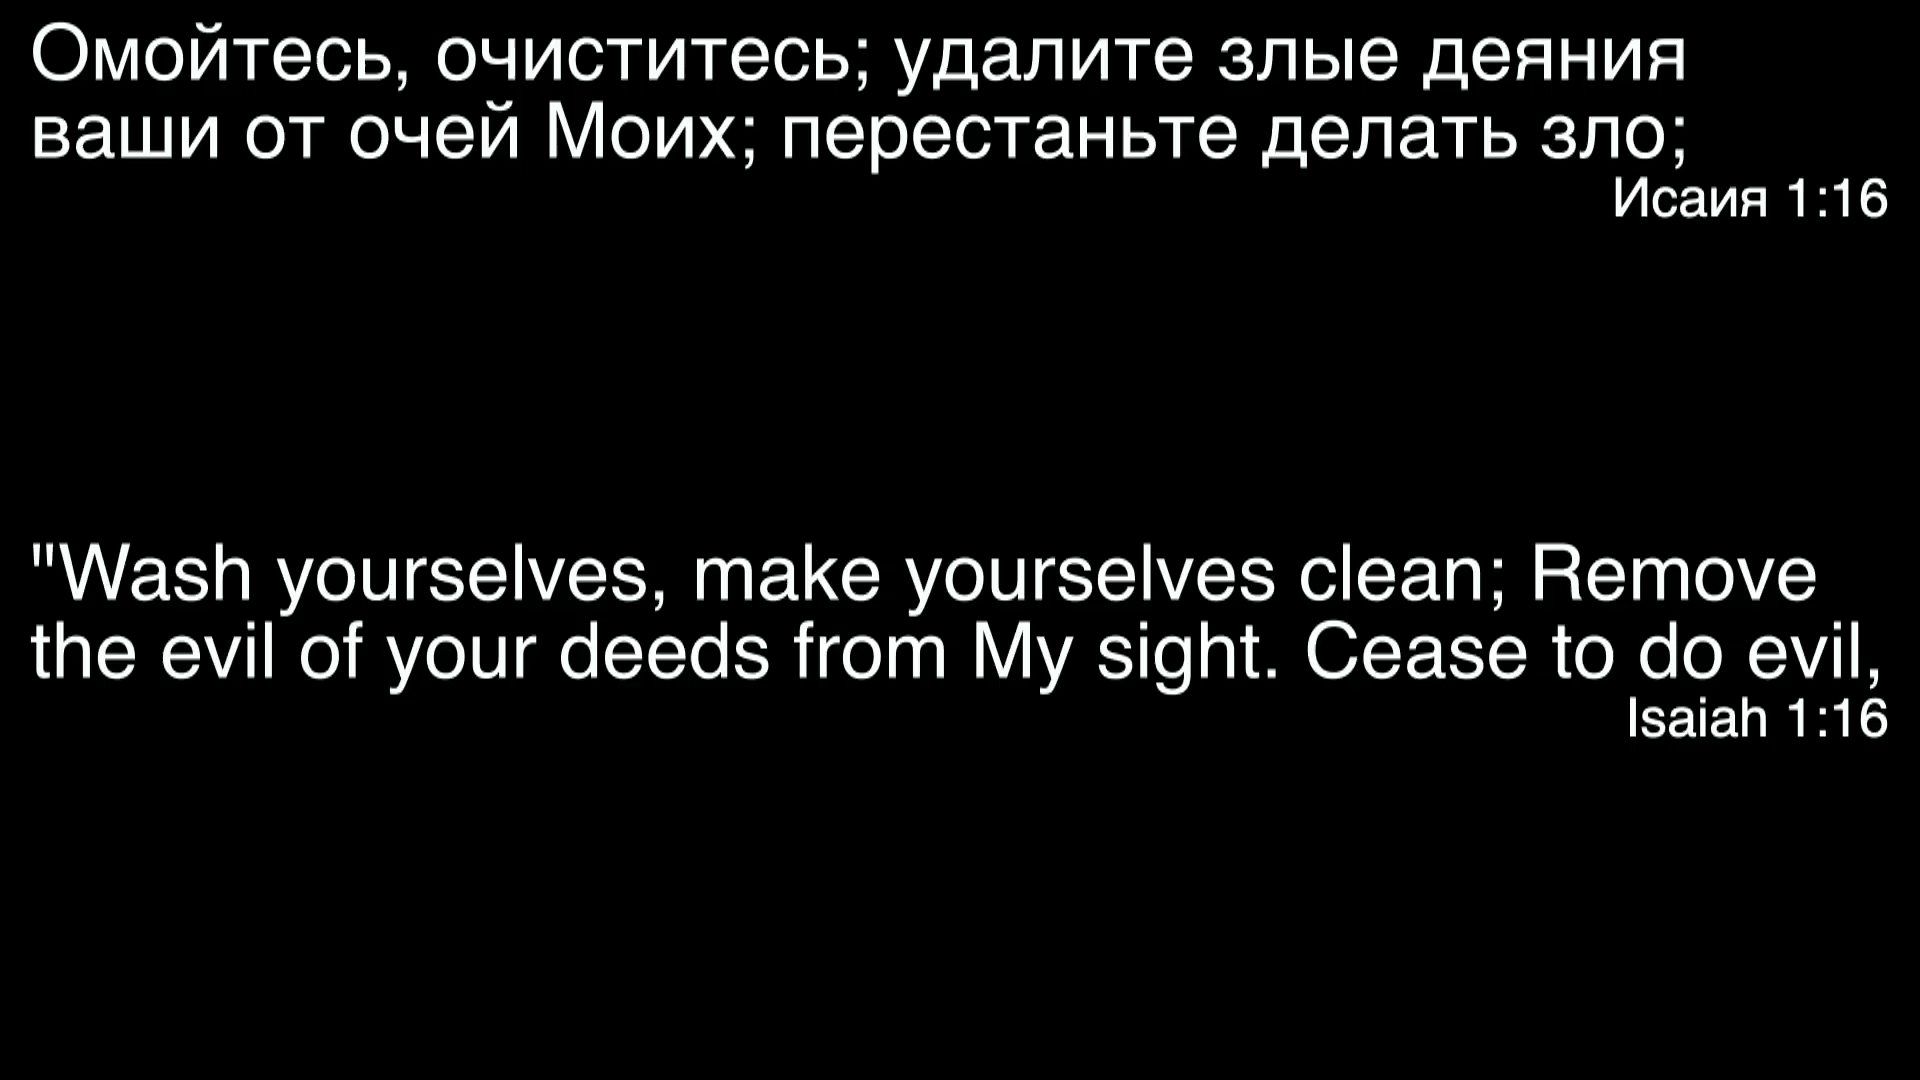 Омойтесь, очиститесь; удалите злые деяния
ваши от очей Моих; перестаньте делать зло;
Исаия 1:16
"Wash yourselves, make yourselves clean; Remove
the evil of your deeds from My sight. Cease to do evil,
Isaiah 1:16